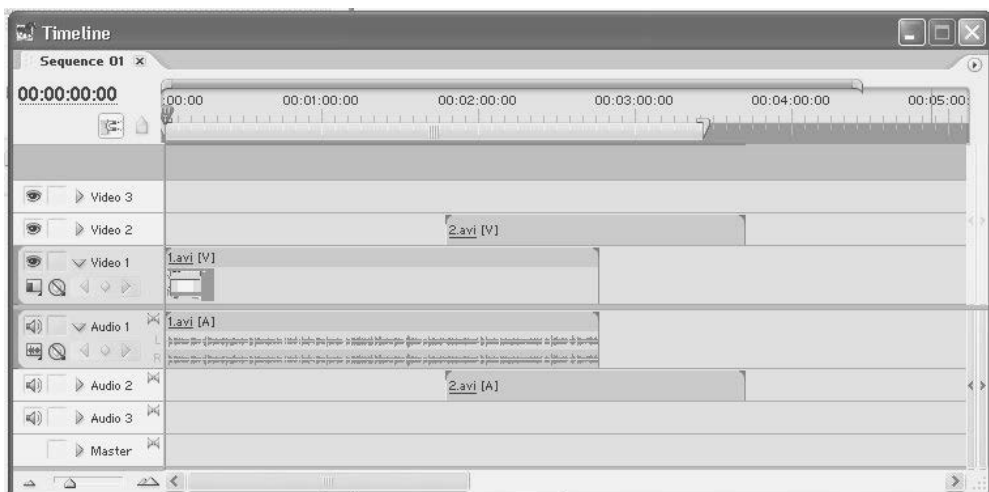 Timeline
Sequence 01 x
00:00:00:00
:00:00 00:01:00:00 00:02:00:00 00:03:00:00 00:04:00:00 00:05:00:
Video 3
Video 2
2.avi [V]
Video 1
1.avi [V]
Audio 1
1.avi [A]
L
R
Audio 2
2.avi [A]
Audio 3
Master